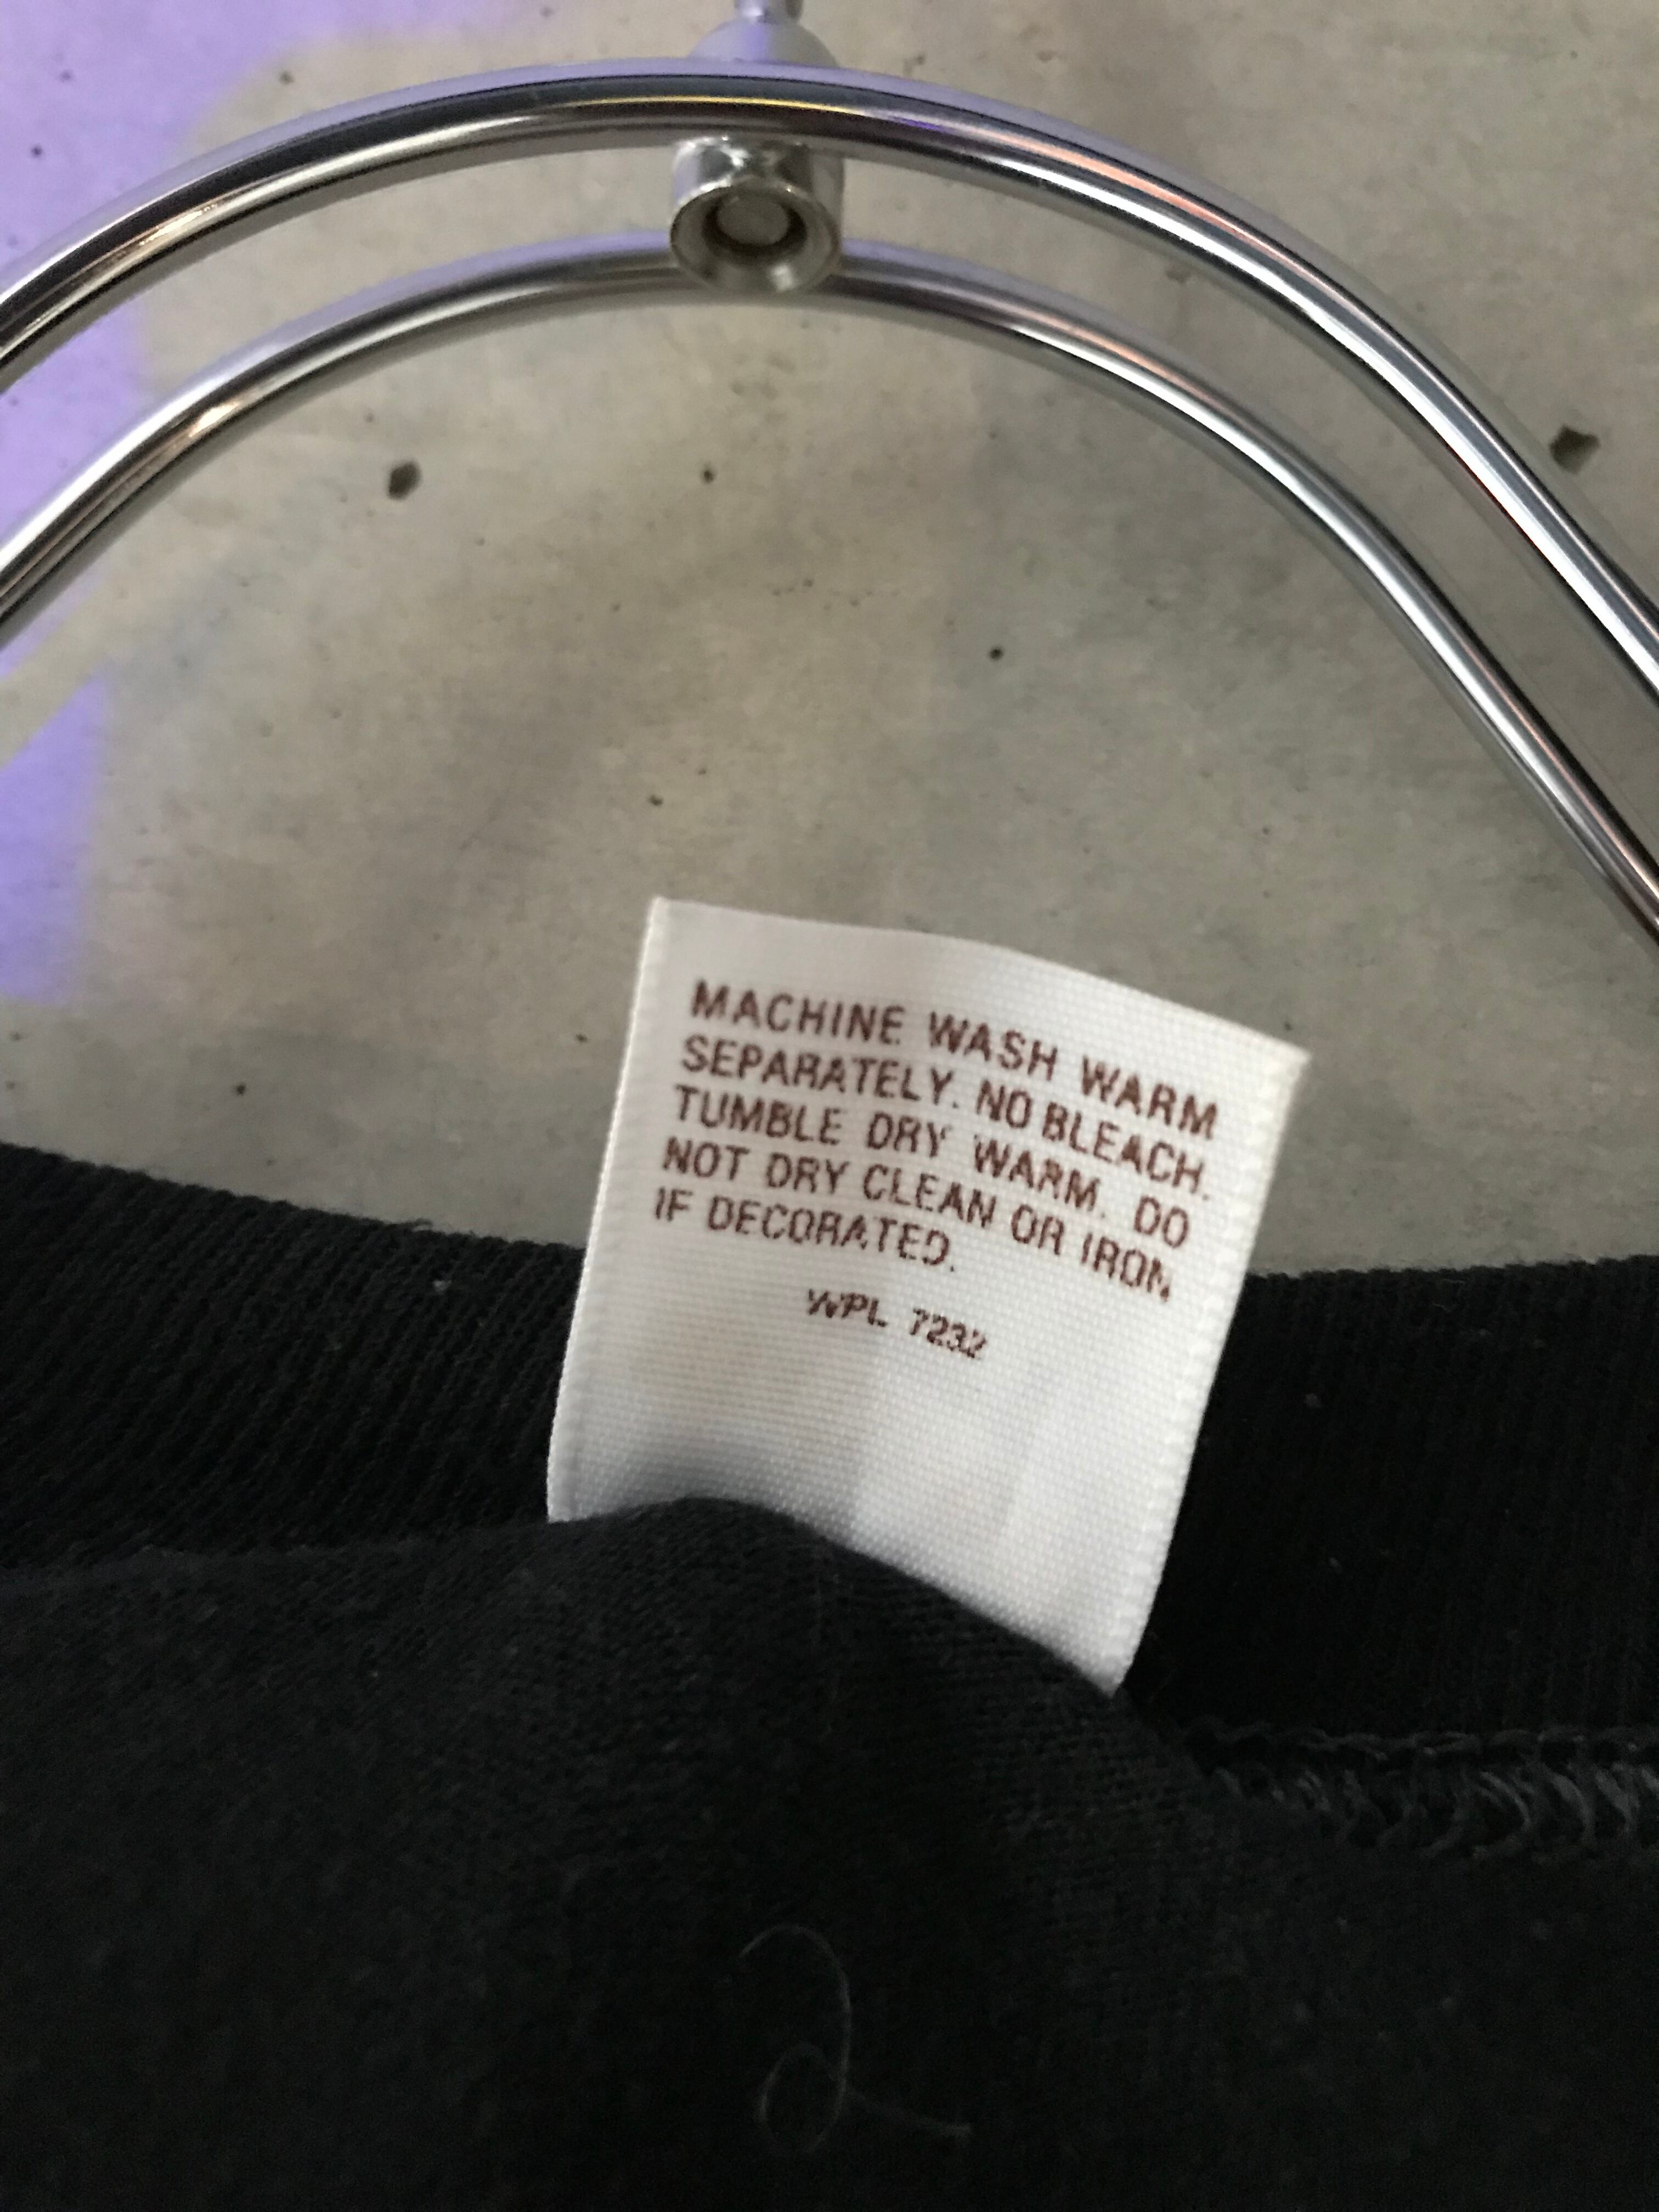 MACHINE WASH WARM
SEPARATELY. NO BLEACH.
TUMBLE DRY WARM. DO
NOT DRY CLEAN OR IRON
IF DECORATED.
WPL 7232